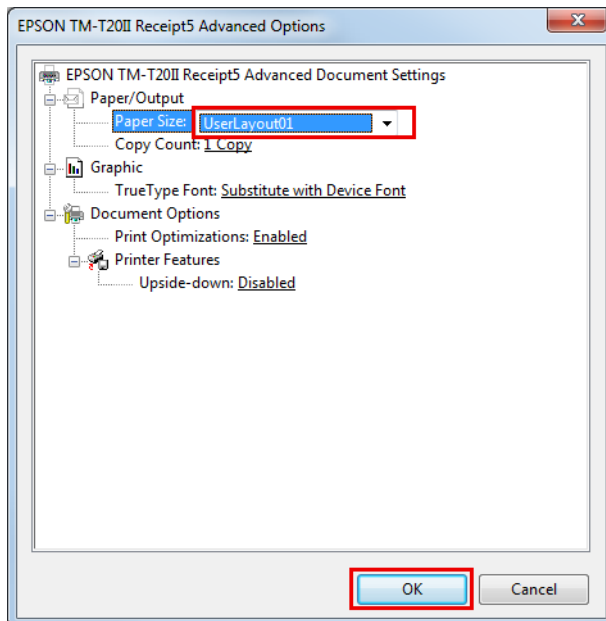 EPSON TM-T20II Receipt5 Advanced Options
EPSON TM-T20II Receipt5 Advanced Document Settings
Paper/Output
Paper Size: UserLayout01
Copy Count: 1 Copy
Graphic
TrueType Font: Substitute with Device Font
Document Options
Print Optimizations: Enabled
Printer Features
Upside-down: Disabled
OK Cancel